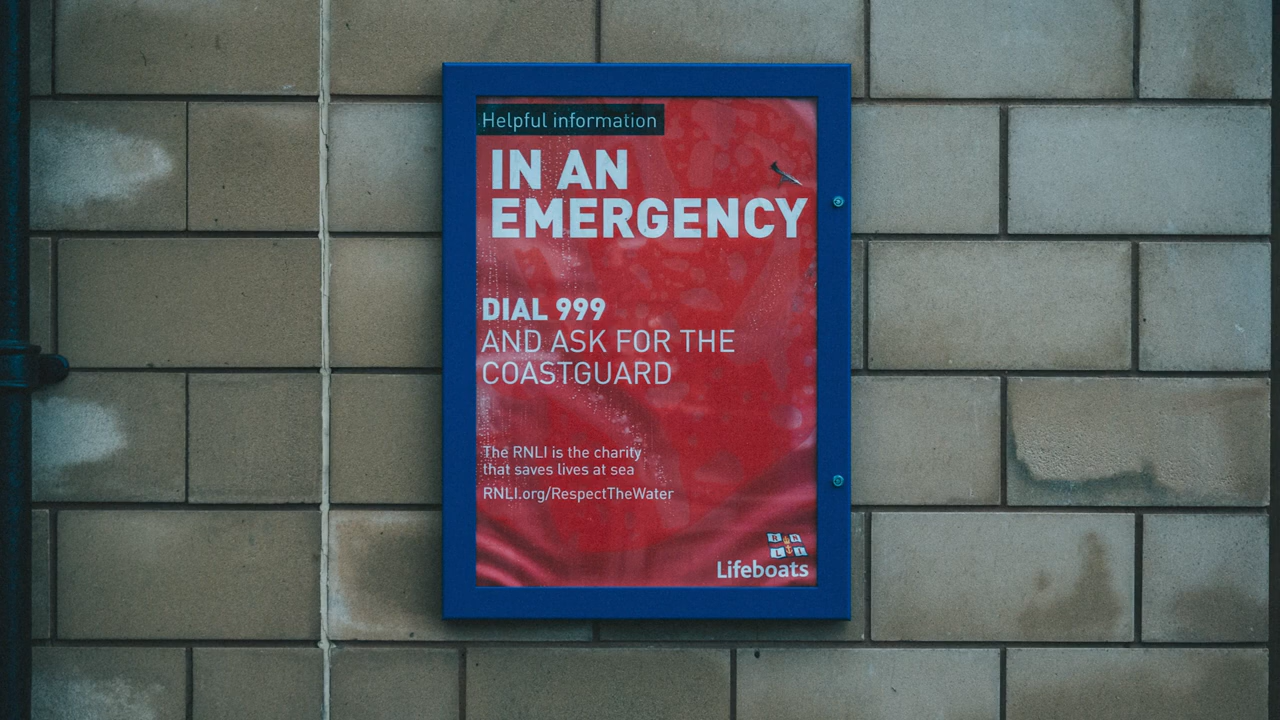 Helpful information
IN AN
EMERGENCY
DIAL 999
AND ASK FOR THE
COASTGUARD
The RNLI is the charity
that saves lives at sea
RNLI.org/RespectTheWater
R N
L I
Lifeboats